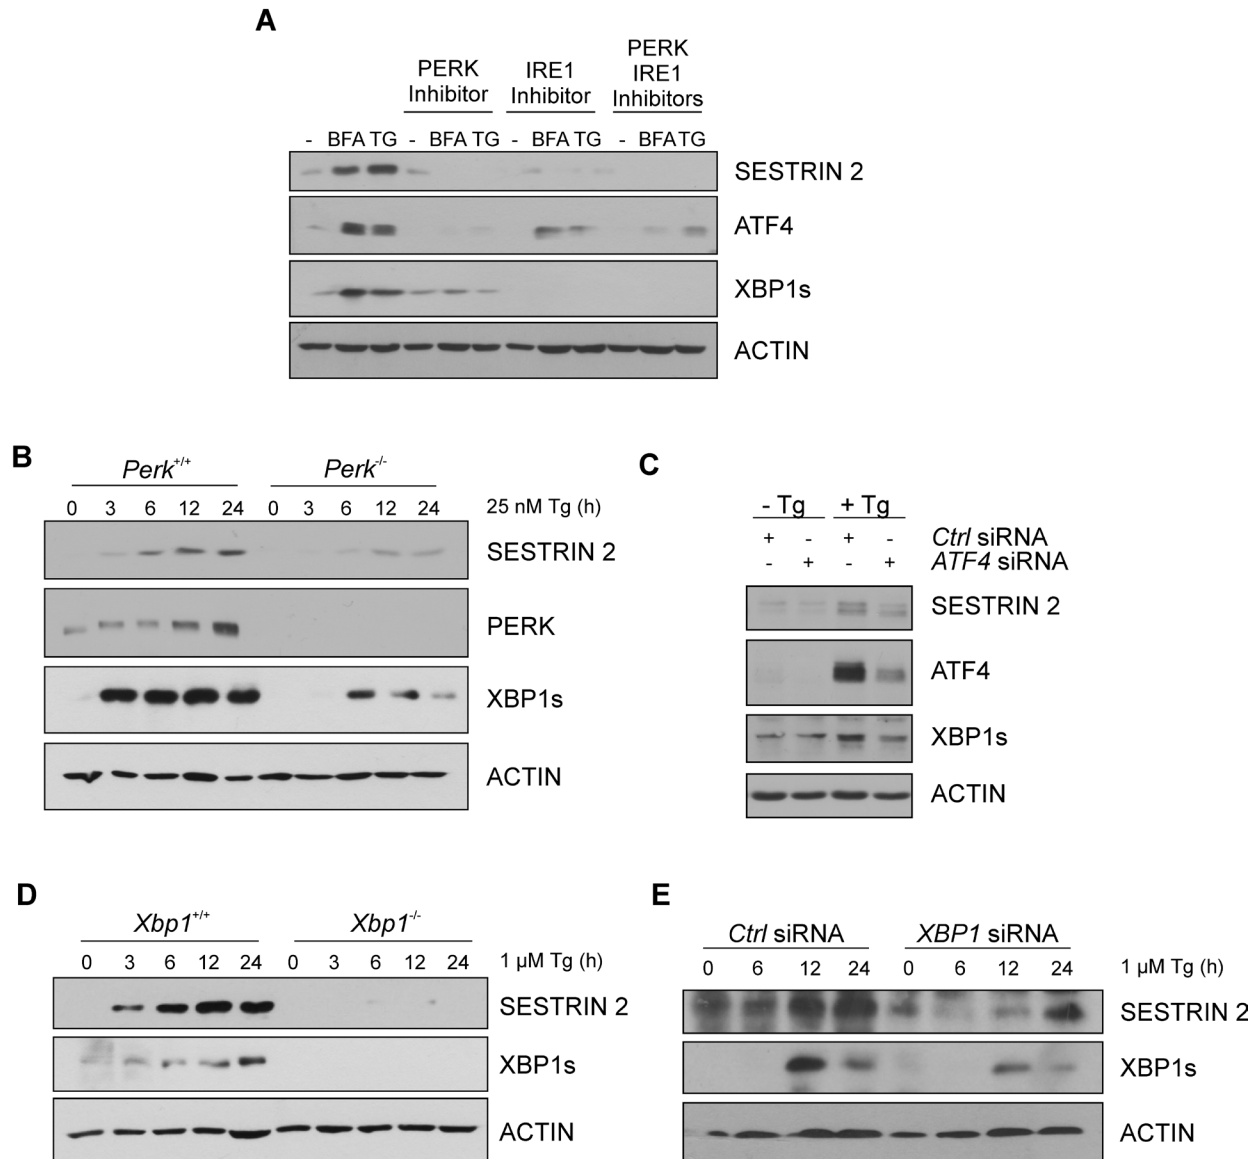 A
PERK
Inhibitor
IRE1
Inhibitor
PERK
IRE1
Inhibitors
- BFA TG - BFA TG - BFA TG - BFA TG
SESTRIN 2
ATF4
XBP1s
ACTIN
B
Perk+/+ Perk-/-
0 3 6 12 24 0 3 6 12 24 25 nM Tg (h)
SESTRIN 2
PERK
XBP1s
ACTIN
C
- Tg + Tg
+ - + - Ctrl siRNA
- + - + ATF4 siRNA
SESTRIN 2
ATF4
XBP1s
ACTIN
D
Xbp1+/+ Xbp1-/-
0 3 6 12 24 0 3 6 12 24 1 µM Tg (h)
SESTRIN 2
XBP1s
ACTIN
E
Ctrl siRNA XBP1 siRNA
0 6 12 24 0 6 12 24 1 µM Tg (h)
SESTRIN 2
XBP1s
ACTIN